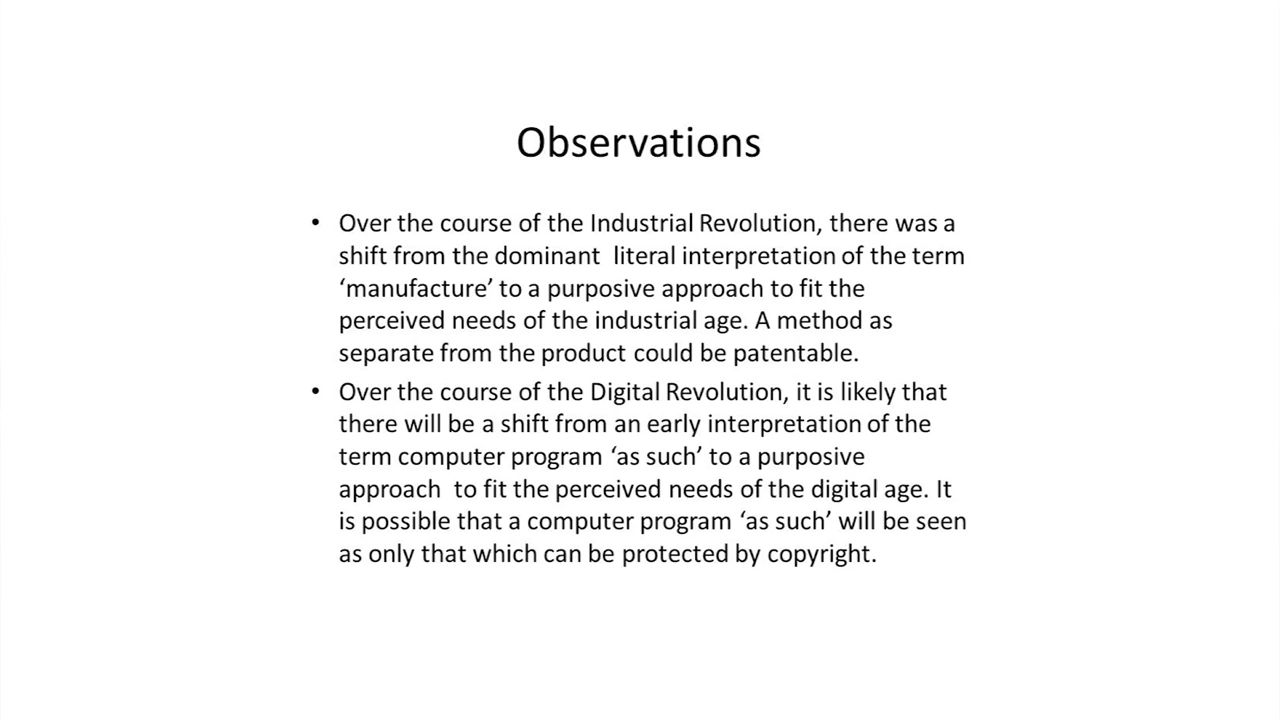 Observations
• Over the course of the Industrial Revolution, there was a
shift from the dominant  literal interpretation of the term
‘manufacture’ to a purposive approach to fit the
perceived needs of the industrial age. A method as
separate from the product could be patentable.
• Over the course of the Digital Revolution, it is likely that
there will be a shift from an early interpretation of the
term computer program ‘as such’ to a purposive
approach  to fit the perceived needs of the digital age. It
is possible that a computer program ‘as such’ will be seen
as only that which can be protected by copyright.